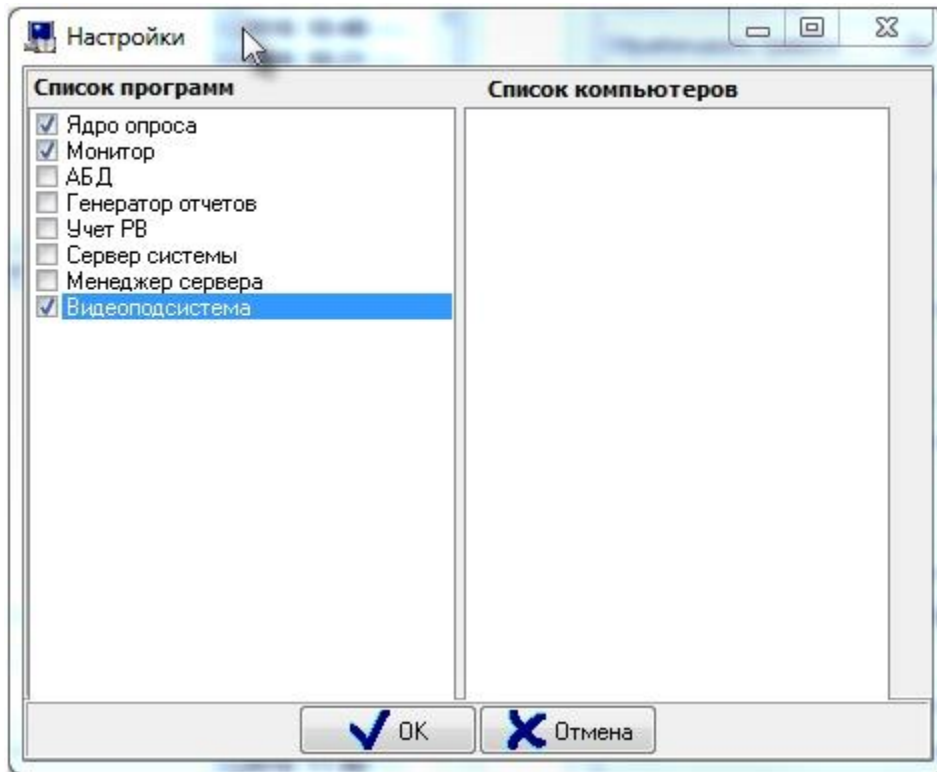 Настройки
Список программ
Список компьютеров
Ядро опроса
Монитор
АБД
Генератор отчетов
Учет РВ
Сервер системы
Менеджер сервера
Видеоподсистема
OK
Отмена